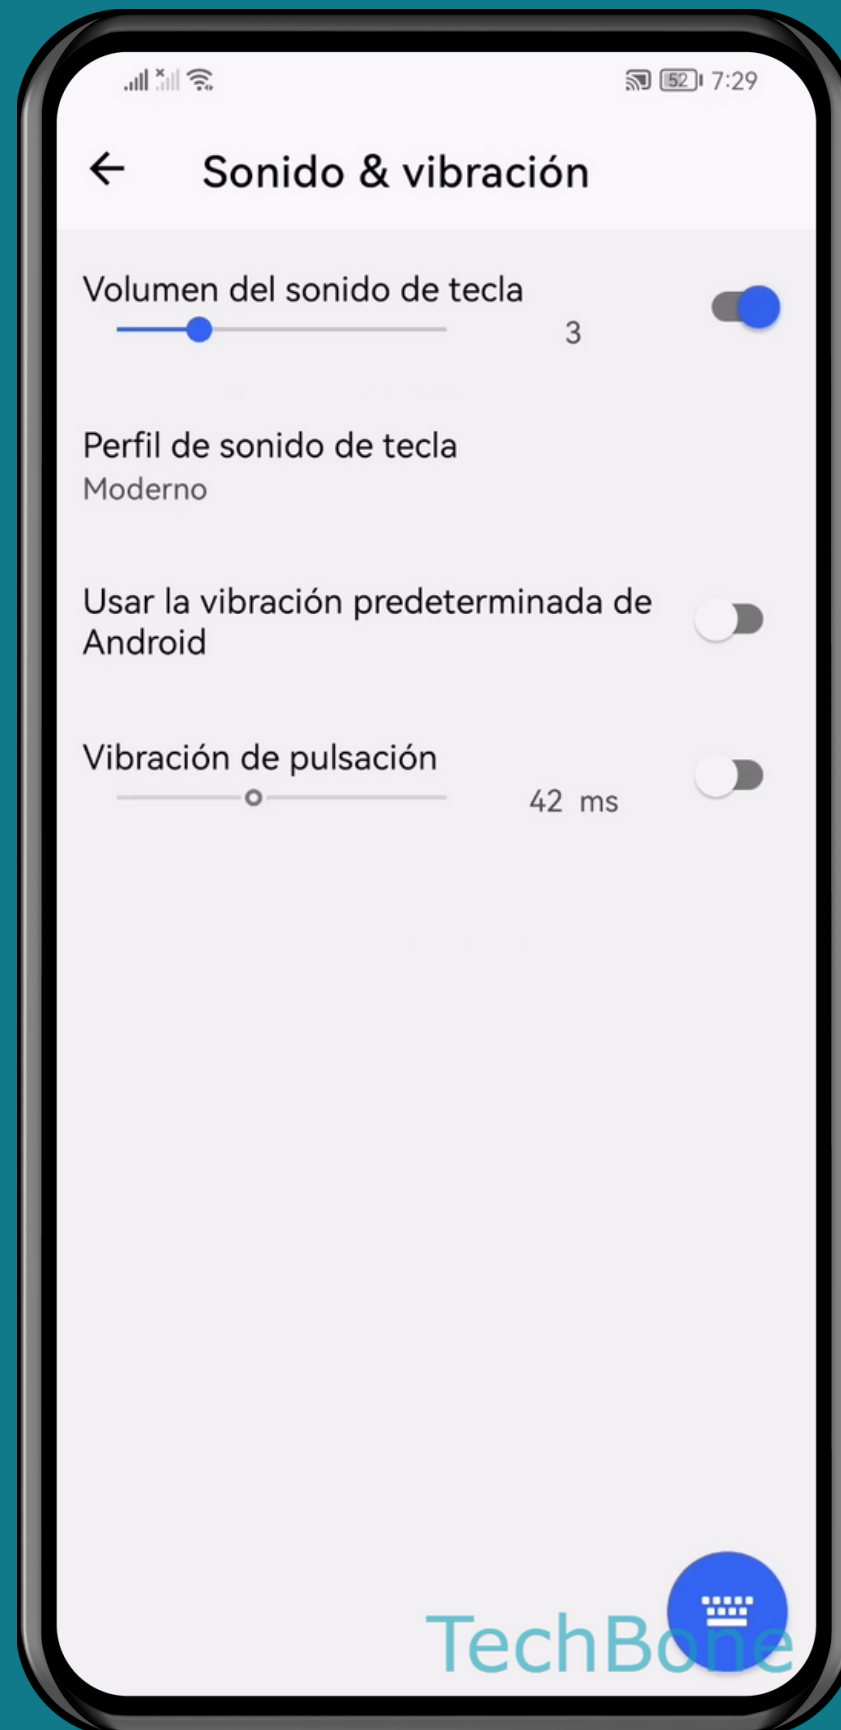 52 7:29
Sonido & vibración
Volumen del sonido de tecla
3
Perfil de sonido de tecla
Moderno
Usar la vibración predeterminada de
Android
Vibración de pulsación
42 ms
TechBone